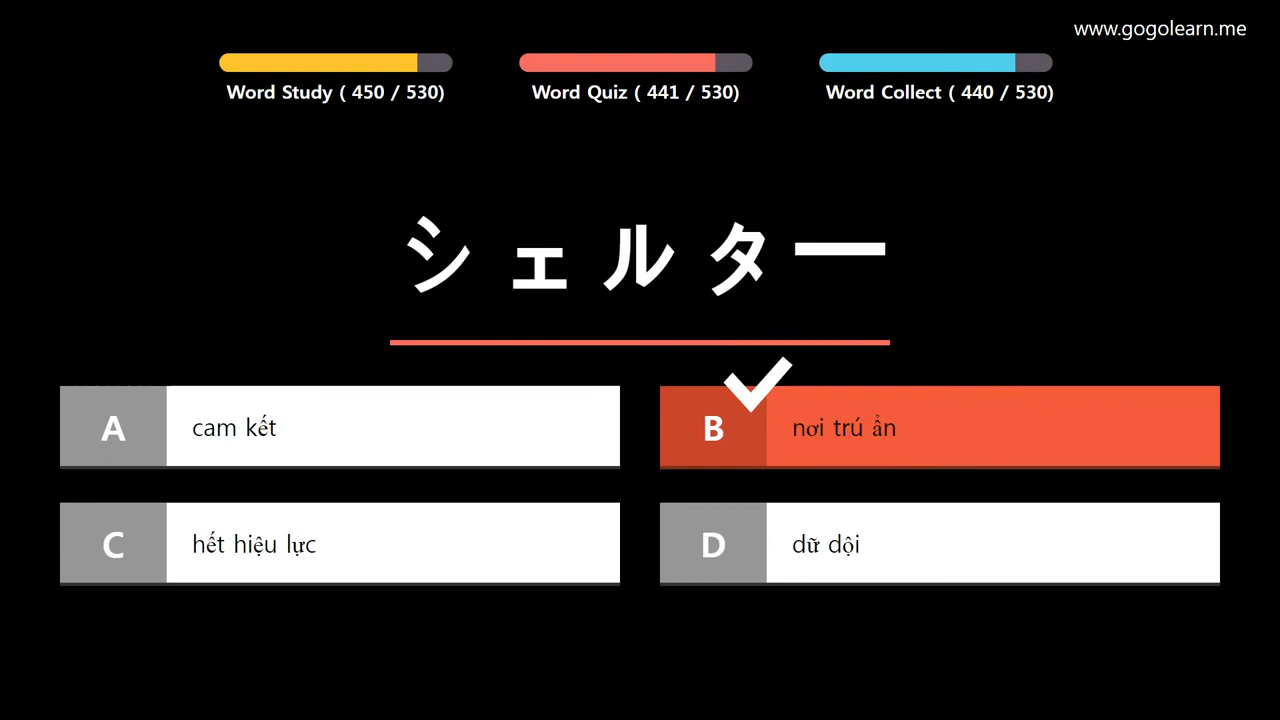 www.gogolearn.me
Word Study ( 450 / 530)
Word Quiz ( 441 / 530)
Word Collect ( 440 / 530)
シェルター
A cam kết
B nơi trú ẩn
C hết hiệu lực
D dữ dội